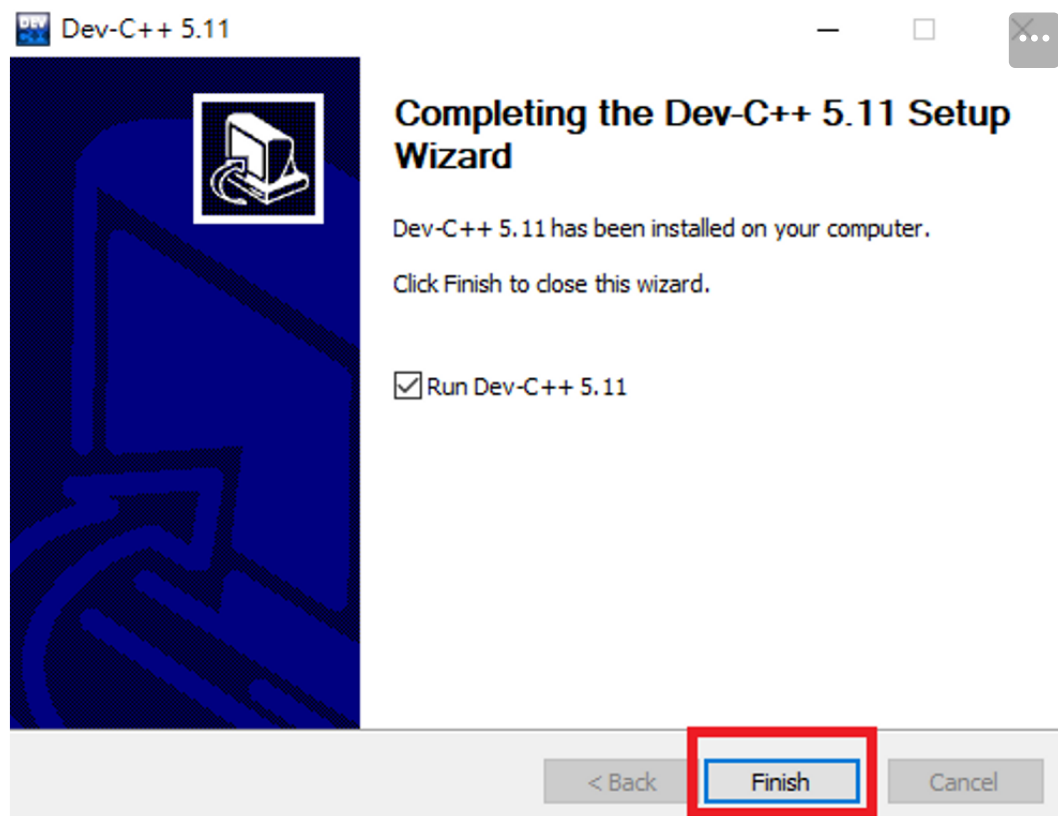 Dev-C++ 5.11
Completing the Dev-C++ 5.11 Setup
Wizard
Dev-C++ 5.11 has been installed on your computer.
Click Finish to close this wizard.
Run Dev-C++ 5.11
< Back
Finish
Cancel